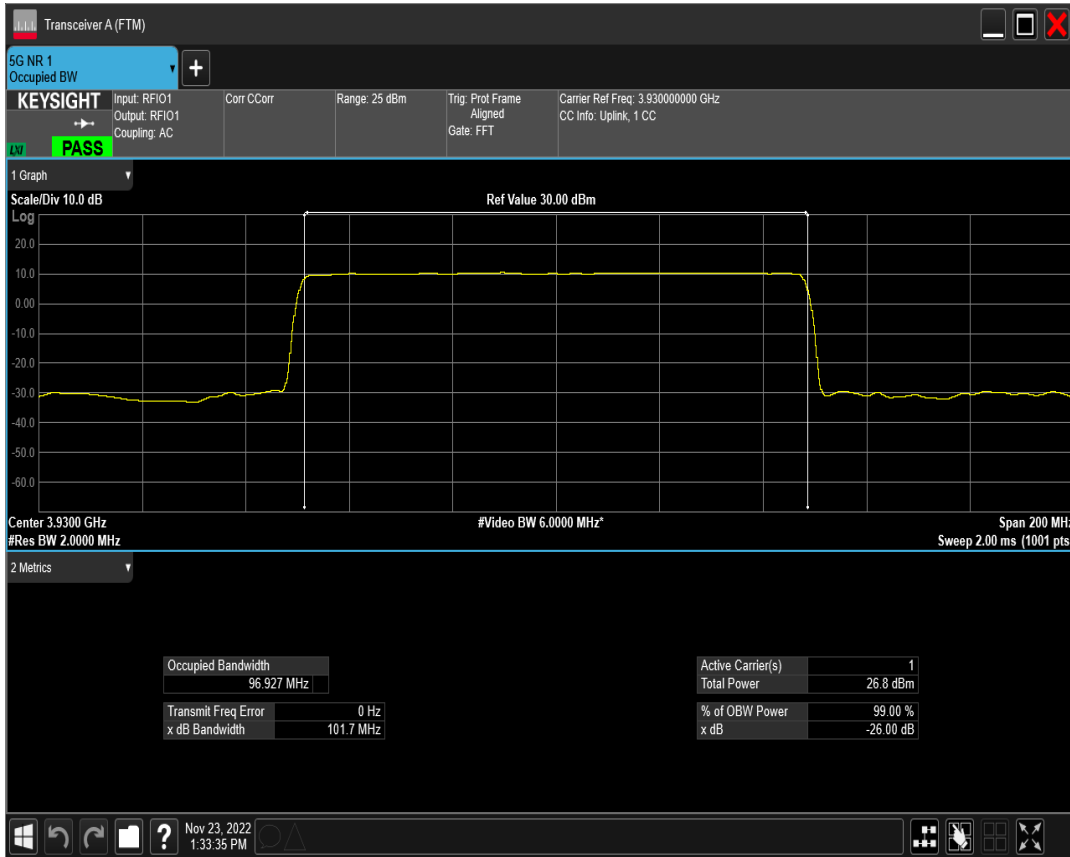 Transceiver A (FTM)
5G NR 1
Occupied BW
+
KEYSIGHT
LXI
PASS
Input: RFIO1
Output: RFIO1
Coupling: AC
Corr CCorr
Range: 25 dBm
Trig: Prot Frame
Aligned
Gate: FFT
Carrier Ref Freq: 3.930000000 GHz
CC Info: Uplink, 1 CC
1 Graph
Scale/Div 10.0 dB
Ref Value 30.00 dBm
Log
20.0
10.0
0.00
-10.0
-20.0
-30.0
-40.0
-50.0
-60.0
Center 3.9300 GHz
#Video BW 6.0000 MHz*
Span 200 MHz
#Res BW 2.0000 MHz
Sweep 2.00 ms (1001 pts
2 Metrics
Occupied Bandwidth
96.927 MHz
Transmit Freq Error 0 Hz
x dB Bandwidth 101.7 MHz
Active Carrier(s) 1
Total Power 26.8 dBm
% of OBW Power 99.00 %
x dB -26.00 dB
?
Nov 23, 2022
1:33:35 PM